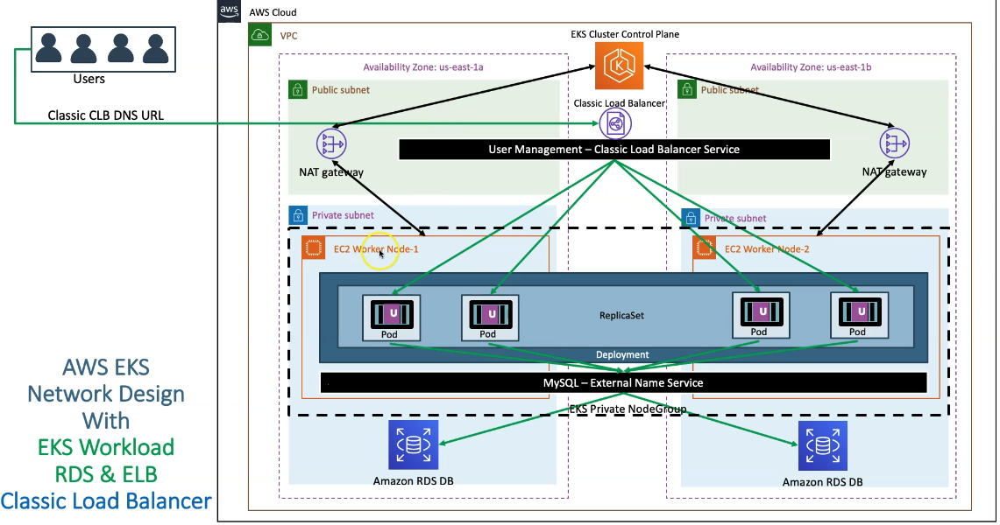 aws
AWS Cloud
VPC
EKS Cluster Control Plane
Users
Availability Zone: us-east-1a
Availability Zone: us-east-1b
Public subnet
Public subnet
Classic Load Balancer
Classic CLB DNS URL
User Management – Classic Load Balancer Service
NAT gateway
NAT gateway
Private subnet
Private subnet
EC2 Worker Node-1
EC2 Worker Node-2
U
U
U
U
ReplicaSet
Pod
Pod
Pod
Pod
Deployment
MySQL – External Name Service
EKS Private NodeGroup
Amazon RDS DB
Amazon RDS DB
AWS EKS
Network Design
With
EKS Workload
RDS & ELB
Classic Load Balancer